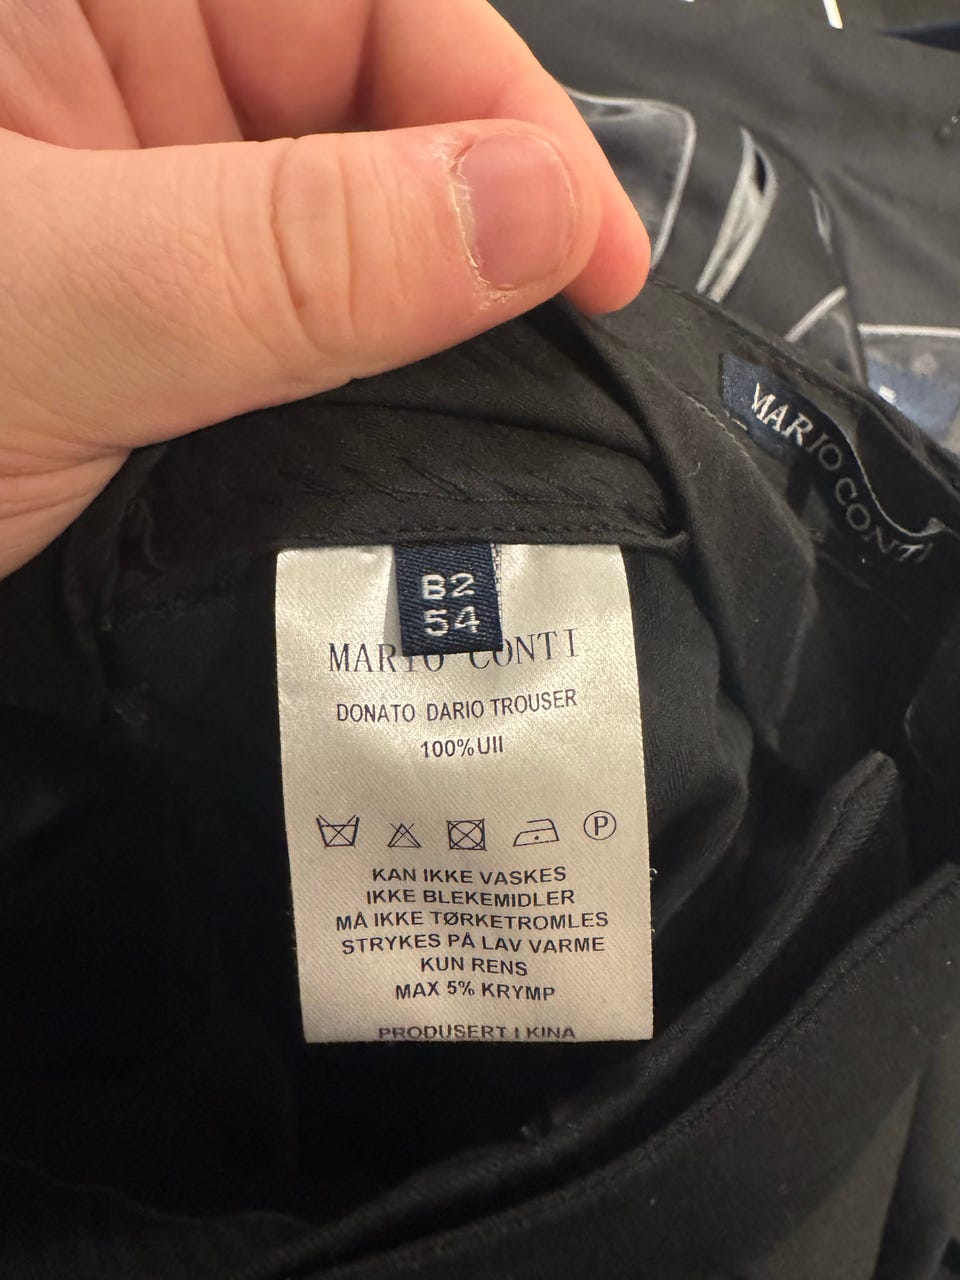 MARIO CONTI
B2
54
MARIO CONTI
DONATO DARIO TROUSER
100%Ull
P
KAN IKKE VASKES
IKKE BLEKEMIDLER
MÅ IKKE TØRKETROMLES
STRYKES PÅ LAV VARME
KUN RENS
MAX 5% KRYMP
PRODUSERT I KINA